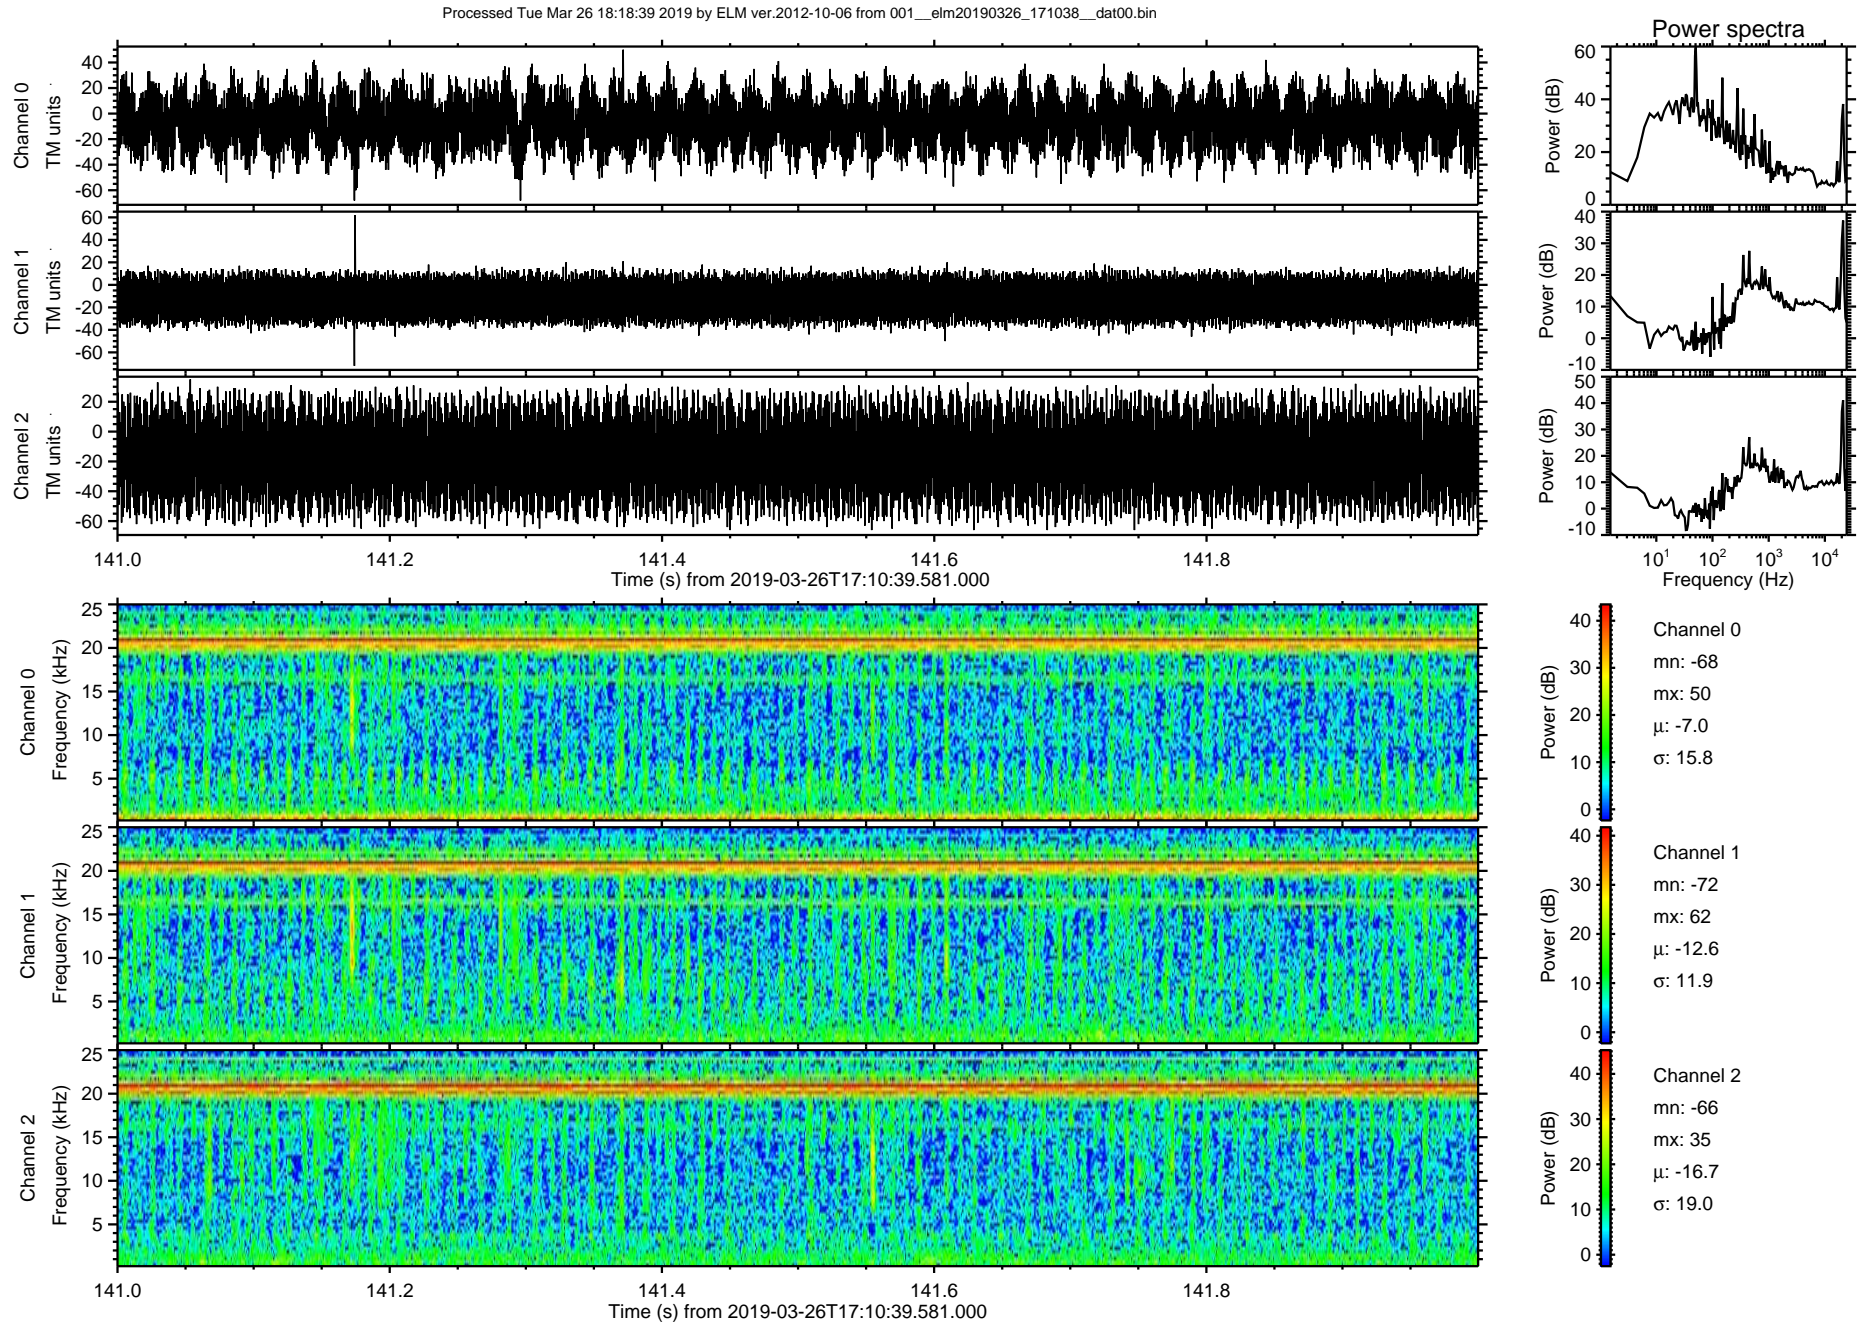 Processed Tue Mar 26 18:18:39 2019 by ELM ver.2012-10-06 from 001__elm20190326_171038__dat00.bin
Power spectra
Channel 0
TM units
40
20
0
-20
-40
-60
Power (dB)
60
40
20
0
Channel 1
TM units
60
40
20
0
-20
-40
-60
Power (dB)
40
30
20
10
0
-10
Channel 2
TM units
20
0
-20
-40
-60
Power (dB)
50
40
30
20
10
0
-10
141.0
141.2
141.4
141.6
141.8
Time (s) from 2019-03-26T17:10:39.581.000
10¹
10²
10³
10⁴
Frequency (Hz)
Channel 0
Frequency (kHz)
25
20
15
10
5
Power (dB)
40
30
20
10
0
Channel 0
mn: -68
mx: 50
µ: -7.0
σ: 15.8
Channel 1
Frequency (kHz)
25
20
15
10
5
Power (dB)
40
30
20
10
0
Channel 1
mn: -72
mx: 62
µ: -12.6
σ: 11.9
Channel 2
Frequency (kHz)
25
20
15
10
5
Power (dB)
40
30
20
10
0
Channel 2
mn: -66
mx: 35
µ: -16.7
σ: 19.0
141.0
141.2
141.4
141.6
141.8
Time (s) from 2019-03-26T17:10:39.581.000